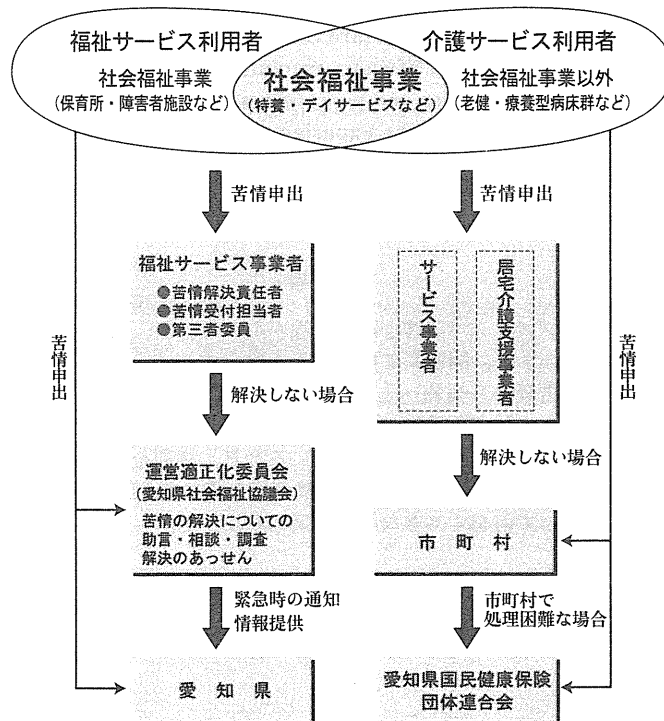 福祉サービス利用者
社会福祉事業
(保育所・障害者施設など)
社会福祉事業
(特養・デイサービスなど)
介護サービス利用者
社会福祉事業以外
(老健・療養型病床群など)
苦情申出
苦情申出
福祉サービス事業者
●苦情解決責任者
●苦情受付担当者
●第三者委員
サービス事業者
居宅介護支援事業者
苦情申出
苦情申出
解決しない場合
解決しない場合
運営適正化委員会
(愛知県社会福祉協議会)
苦情の解決についての
助言・相談・調査
解決のあっせん
市町村
緊急時の通知
情報提供
市町村で
処理困難な場合
愛知県
愛知県国民健康保険
団体連合会